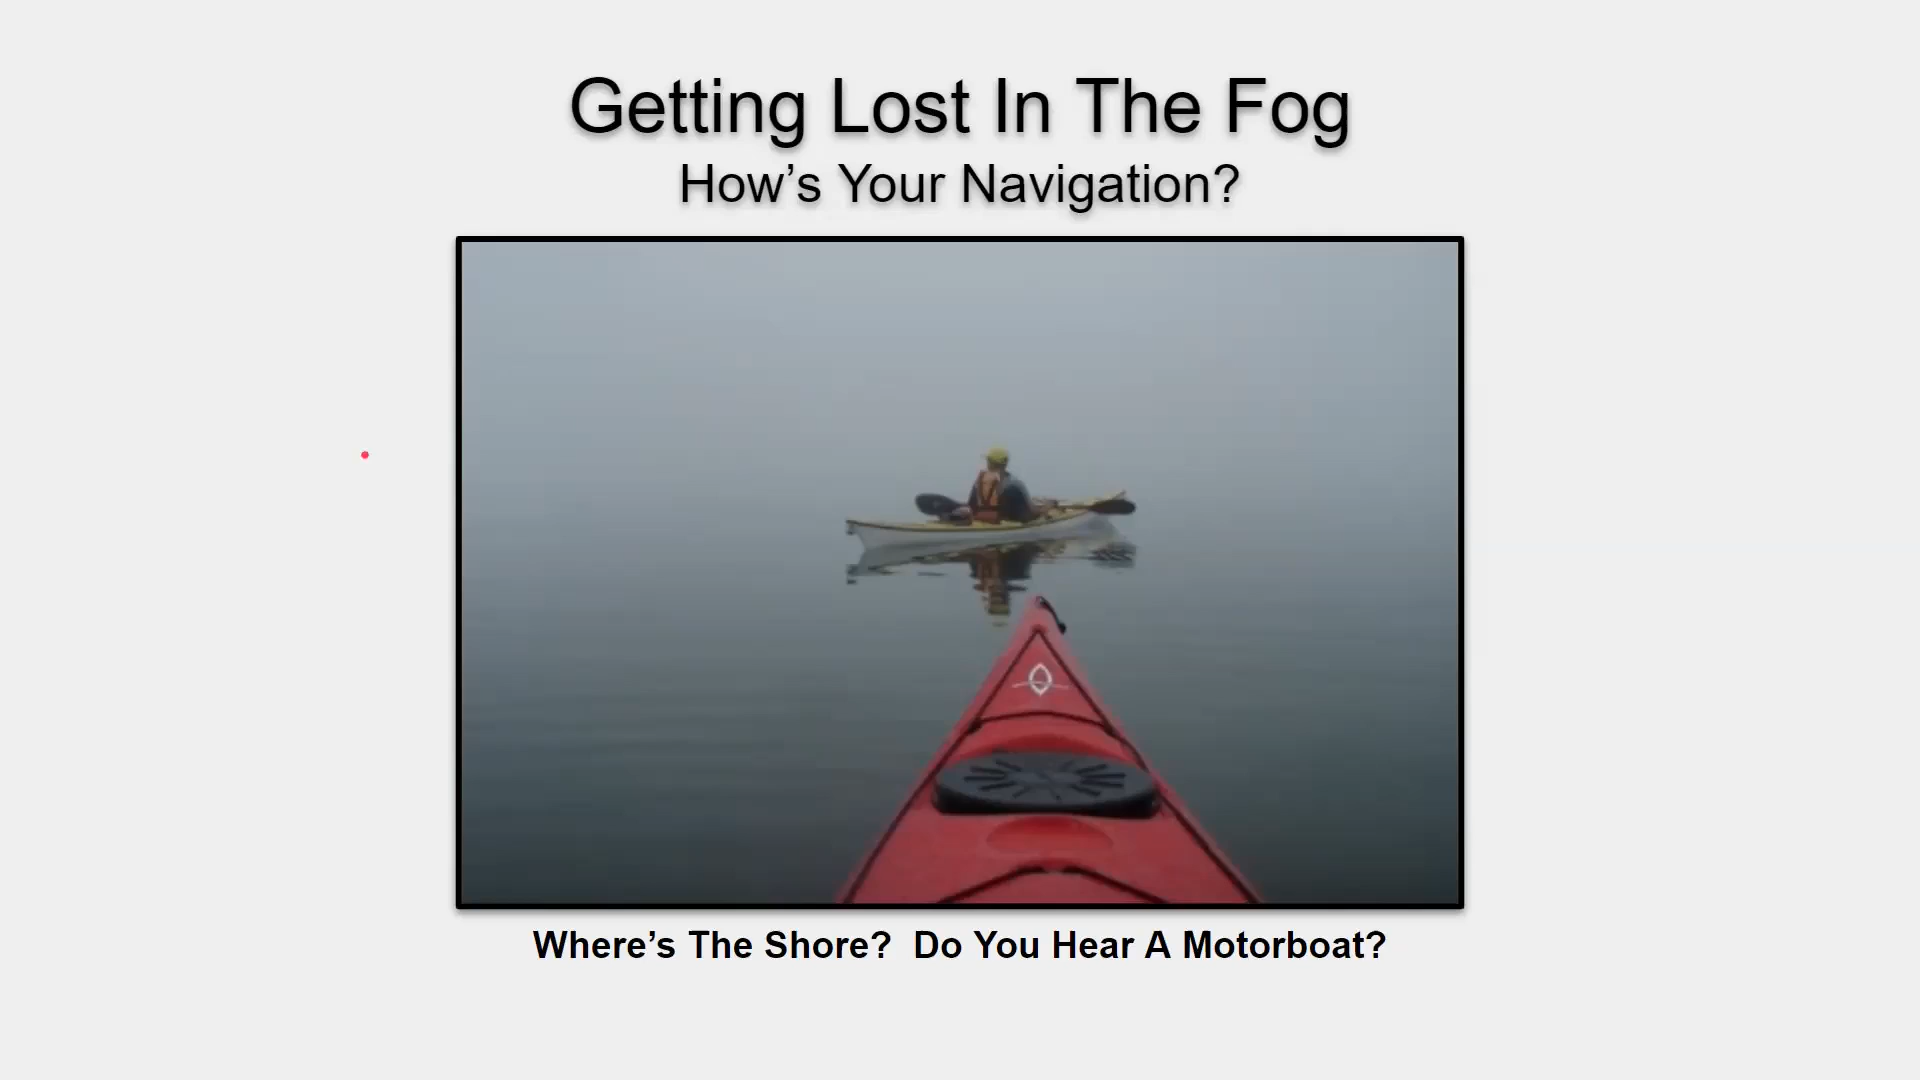 Getting Lost In The Fog
How’s Your Navigation?
Where’s The Shore?  Do You Hear A Motorboat?